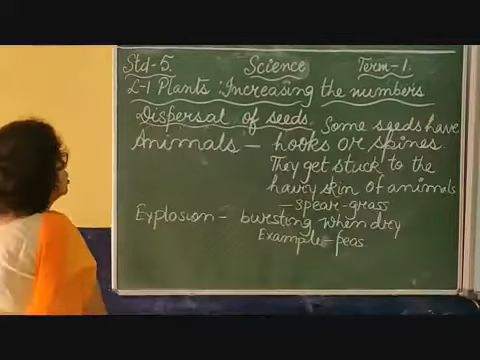 Std-5. Science Term-1.
L-1 Plants: Increasing the numbers
Dispersal of seeds. Some seeds have
Animals - hooks or spines.
They get stuck to the
hairy skin of animals
- spear-grass
Explosion - bursting when dry
Example - peas.